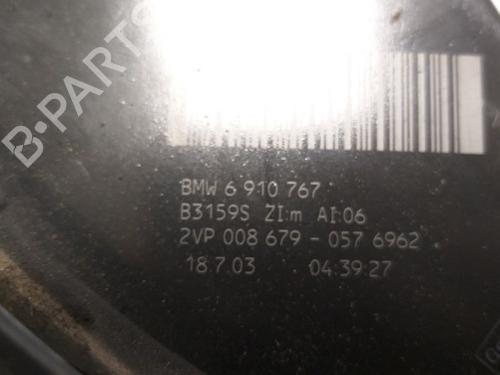 B-PARTS
BMW 6 910 767
B3159S ZI:m AI:06
2VP 008 679 - 057 6962
18.7.03 04:39:27